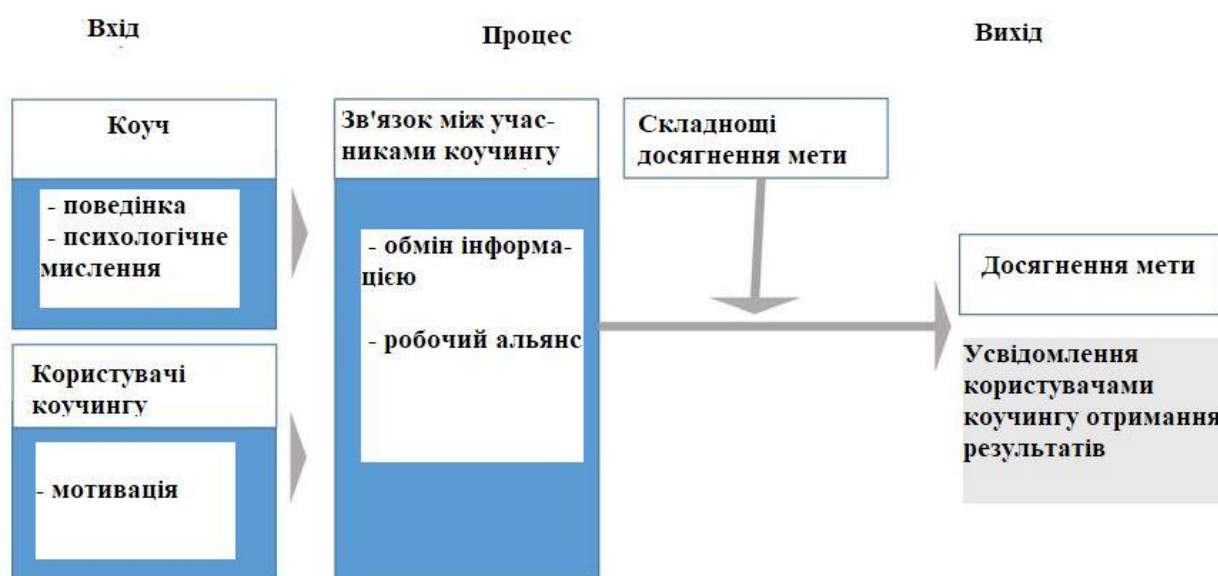 Вхід
Процес
Вихід
Коуч
- поведінка
- психологічне
мислення
Користувачі
коучингу
- мотивація
Зв'язок між учас-
никами коучингу
- обмін інформа-
цією
- робочий альянс
Складнощі
досягнення мети
Досягнення мети
Усвідомлення
користувачами
коучингу отримання
результатів